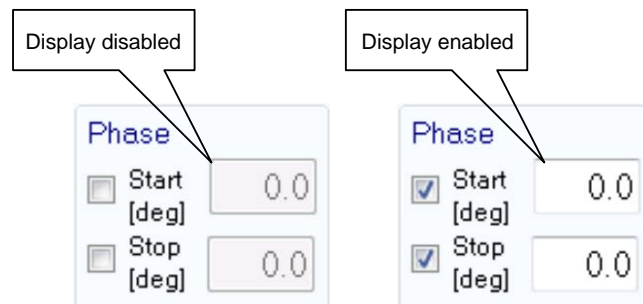 Display disabled
Display enabled
Phase
Start
[deg]
0.0
Stop
[deg]
0.0
Phase
Start
[deg]
0.0
Stop
[deg]
0.0